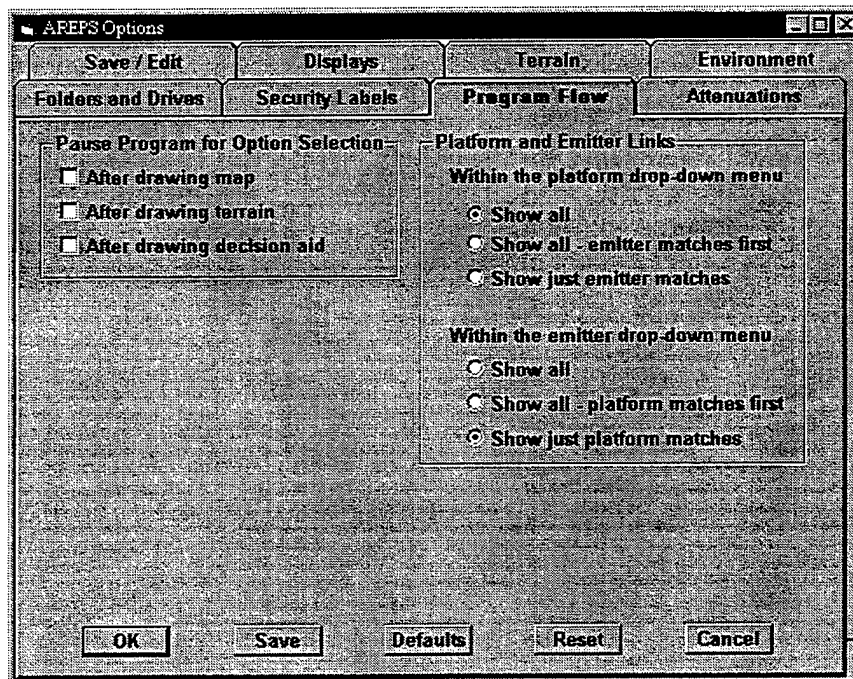 AREPS Options
Save / Edit
Displays
Terrain
Environment
Folders and Drives
Security Labels
Program Flow
Attenuations
Pause Program for Option Selection
After drawing map
After drawing terrain
After drawing decision aid
Platform and Emitter Links
Within the platform drop-down menu
Show all
Show all - emitter matches first
Show just emitter matches
Within the emitter drop-down menu
Show all
Show all - platform matches first
Show just platform matches
OK
Save
Defaults
Reset
Cancel